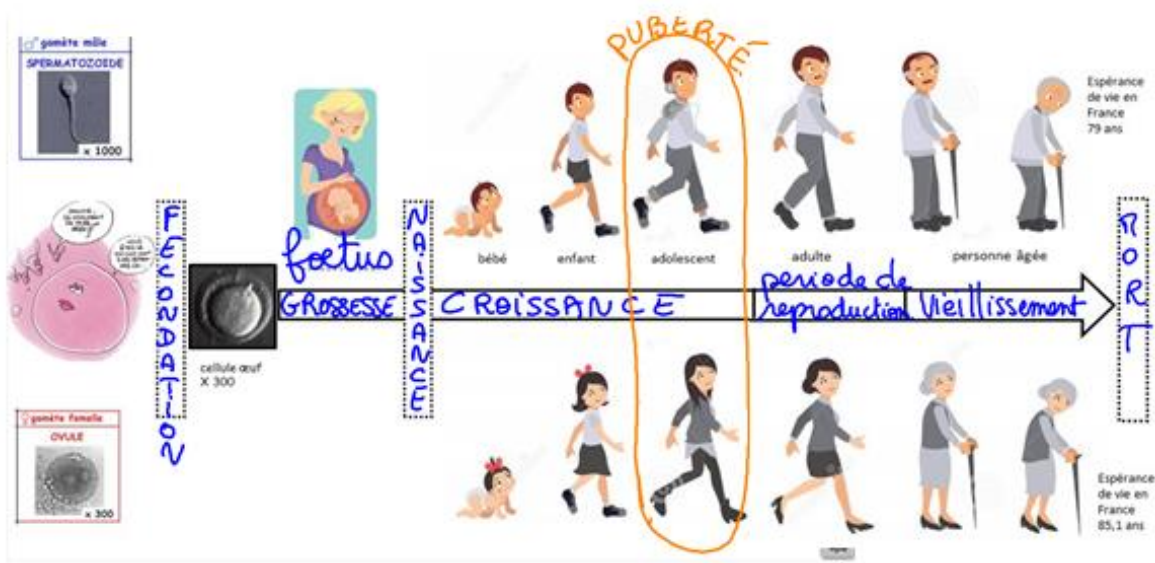 ♂ gamète mâle
SPERMATOZOIDE
x 1000
FECONDATION
cellule œuf
X 300
♀ gamète femelle
OVULE
x 300
foetus
GROSSESSE
NAISSANCE
PUBERTÉ
bébé
enfant
adolescent
adulte
personne âgée
Espérance
de vie en
France
79 ans
CROISSANCE
periode de
reproduction
Vieillissement
MORT
Espérance
de vie en
France
85,1 ans